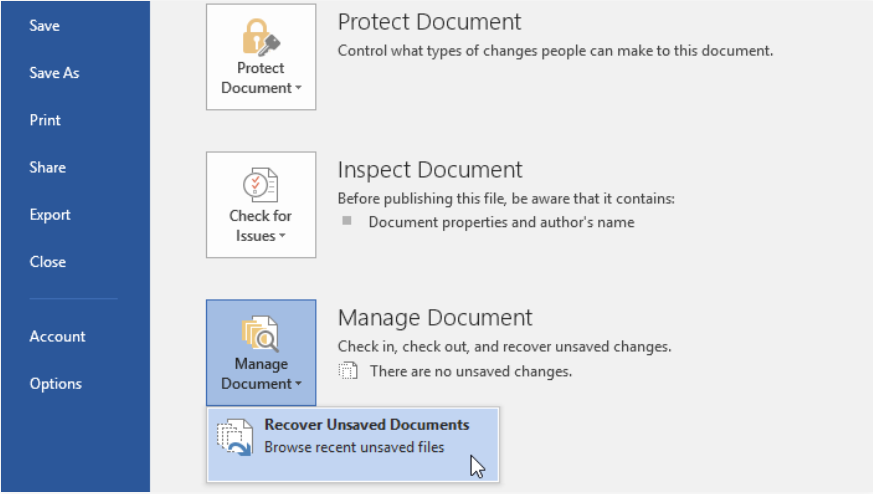 Save
Save As
Print
Share
Export
Close
Account
Options
Protect
Document
Protect Document
Control what types of changes people can make to this document.
Check for
Issues
Inspect Document
Before publishing this file, be aware that it contains:
Document properties and author's name
Manage
Document
Manage Document
Check in, check out, and recover unsaved changes.
There are no unsaved changes.
Recover Unsaved Documents
Browse recent unsaved files